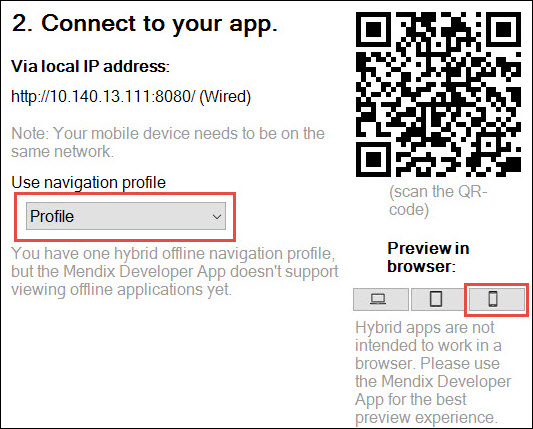 2. Connect to your app.
Via local IP address:
http://10.140.13.111:8080/ (Wired)
Note: Your mobile device needs to be on the
same network.
Use navigation profile
Profile
You have one hybrid offline navigation profile,
but the Mendix Developer App doesn't support
viewing offline applications yet.
(scan the QR-
code)
Preview in
browser:
Hybrid apps are not
intended to work in a
browser. Please use
the Mendix Developer
App for the best
preview experience.